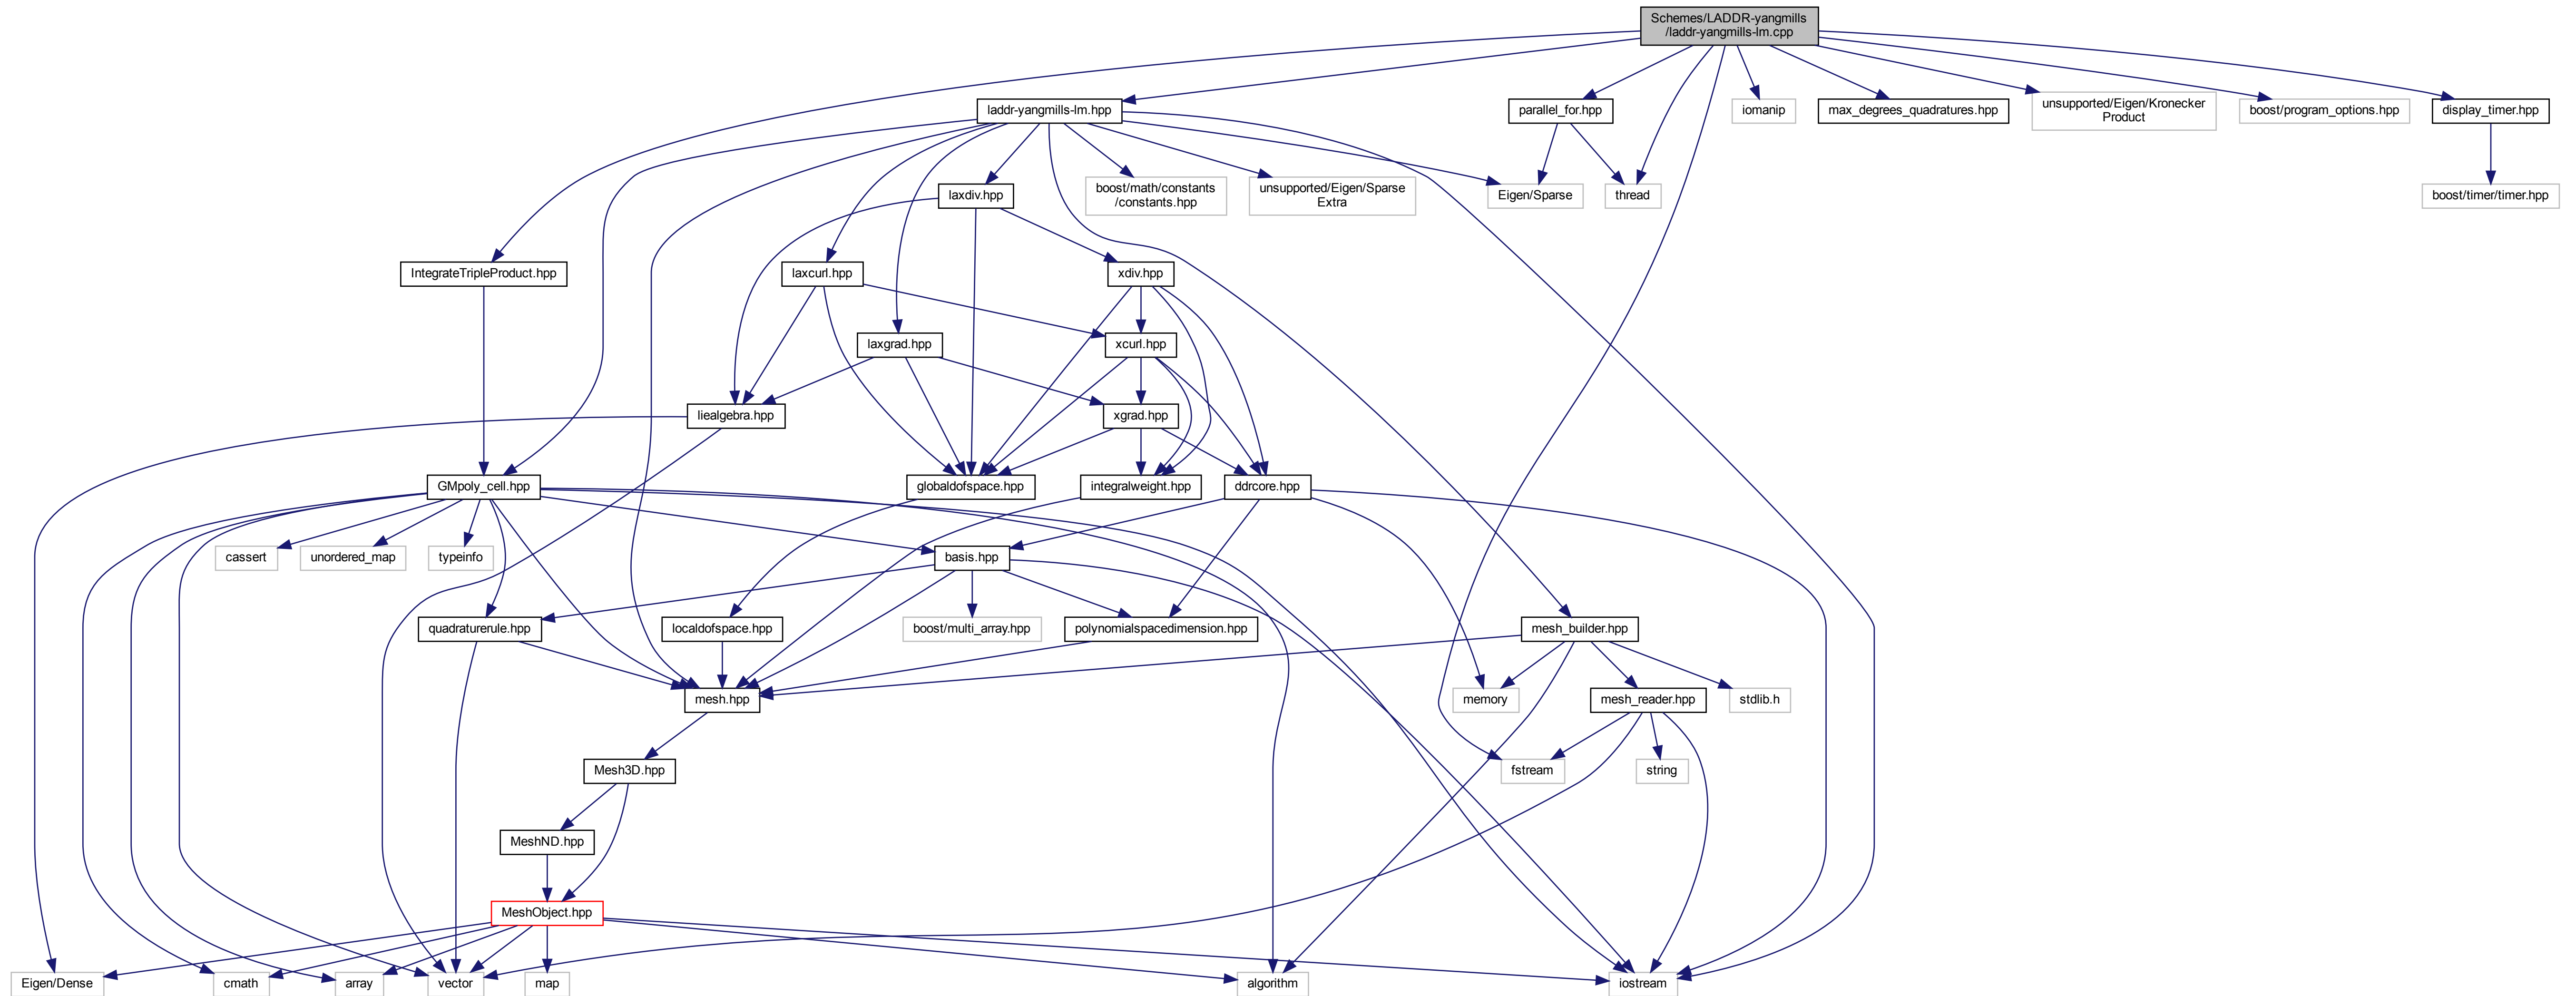 Schemes/LADDR-yangmills
/laddr-yangmills-lm.cpp
laddr-yangmills-lm.hpp
parallel_for.hpp
iomanip
max_degrees_quadratures.hpp
unsupported/Eigen/Kronecker
Product
boost/program_options.hpp
display_timer.hpp
laxdiv.hpp
boost/math/constants
/constants.hpp
unsupported/Eigen/Sparse
Extra
Eigen/Sparse
thread
boost/timer/timer.hpp
IntegrateTripleProduct.hpp
laxcurl.hpp
xdiv.hpp
laxgrad.hpp
xcurl.hpp
liealgebra.hpp
xgrad.hpp
GMpoly_cell.hpp
globaldofspace.hpp
integralweight.hpp
ddrcore.hpp
cassert
unordered_map
typeinfo
basis.hpp
quadraturerule.hpp
localdofspace.hpp
boost/multi_array.hpp
polynomialspacedimension.hpp
mesh_builder.hpp
mesh.hpp
memory
mesh_reader.hpp
stdlib.h
Mesh3D.hpp
fstream
string
MeshND.hpp
MeshObject.hpp
Eigen/Dense
cmath
array
vector
map
algorithm
iostream